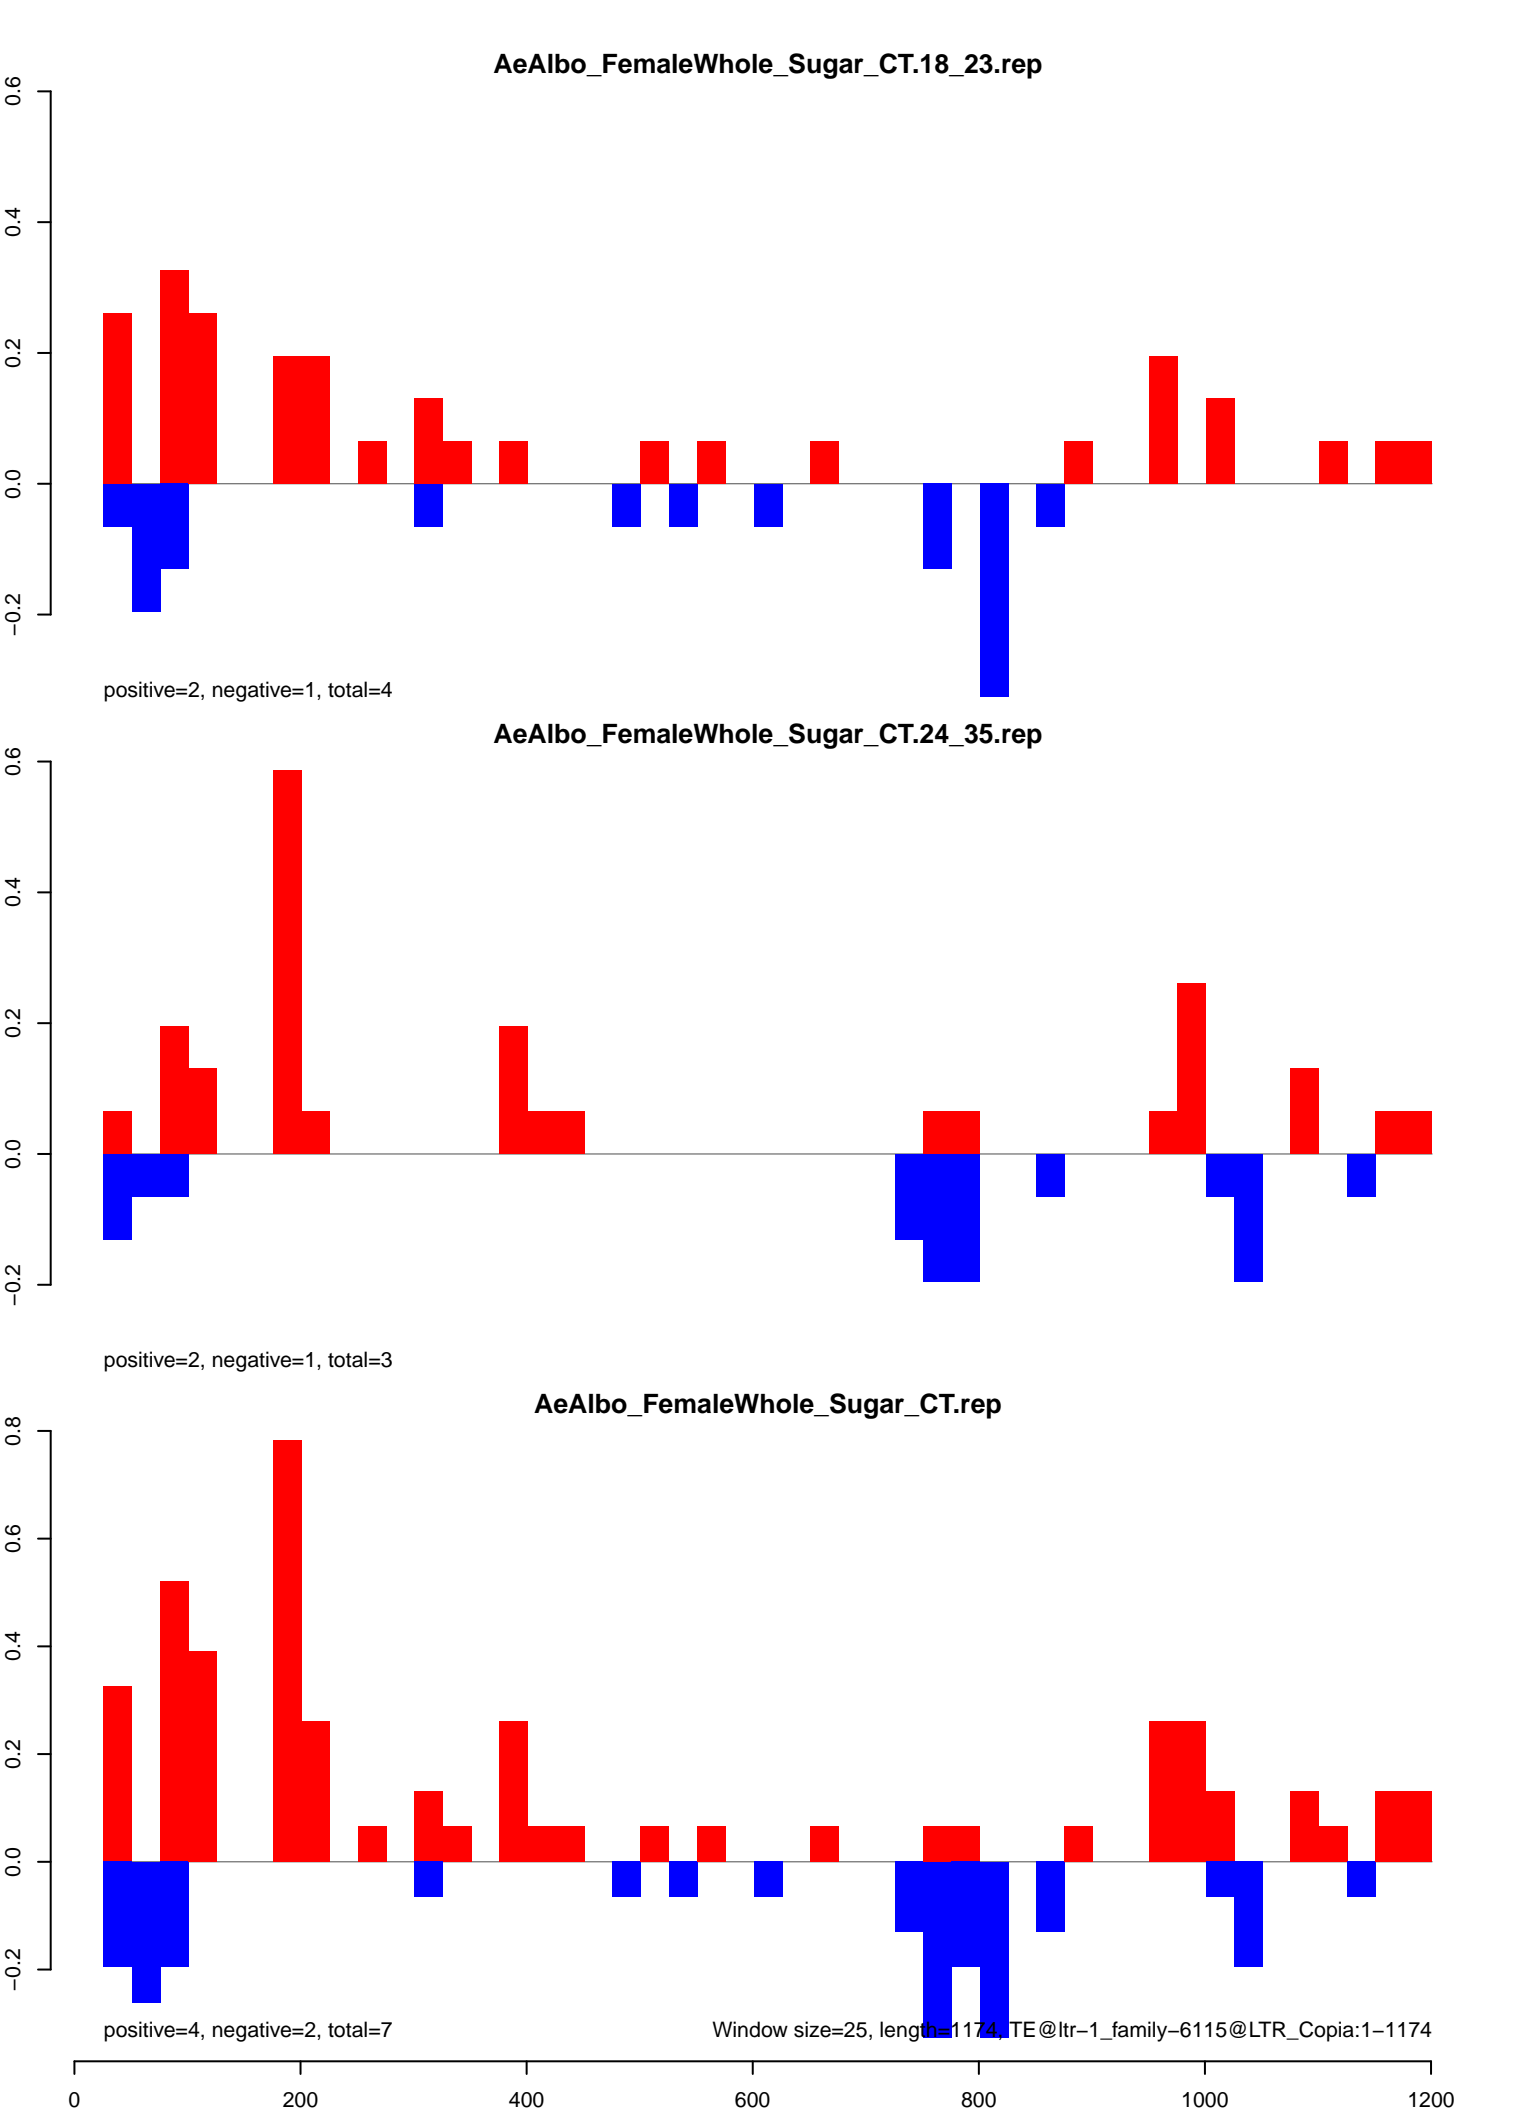 AeAlbo_FemaleWhole_Sugar_CT.18_23.rep
0.6
0.4
0.2
0.0
−0.2
positive=2, negative=1, total=4
AeAlbo_FemaleWhole_Sugar_CT.24_35.rep
0.6
0.4
0.2
0.0
−0.2
positive=2, negative=1, total=3
AeAlbo_FemaleWhole_Sugar_CT.rep
0.8
0.6
0.4
0.2
0.0
−0.2
positive=4, negative=2, total=7
Window size=25, length=1174, TE@ltr−1_family−6115@LTR_Copia:1−1174
0 200 400 600 800 1000 1200